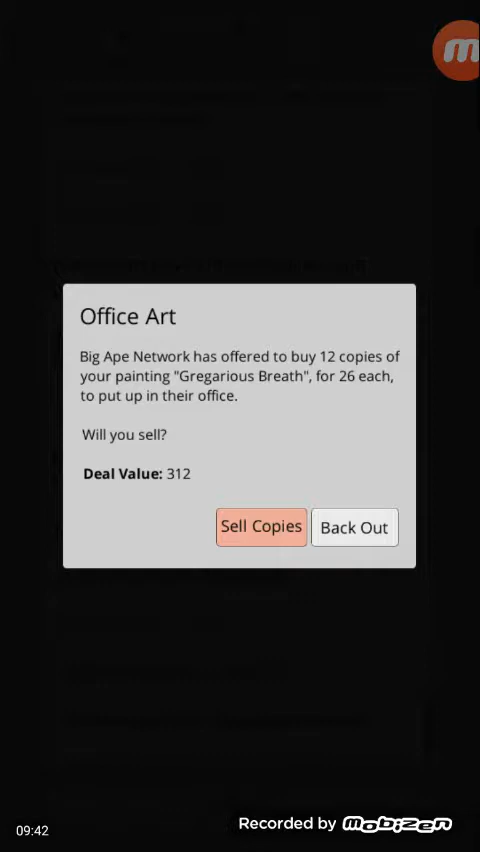 Office Art
Big Ape Network has offered to buy 12 copies of
your painting "Gregarious Breath", for 26 each,
to put up in their office.
Will you sell?
Deal Value: 312
Sell Copies
Back Out
09:42
Recorded by mobizen